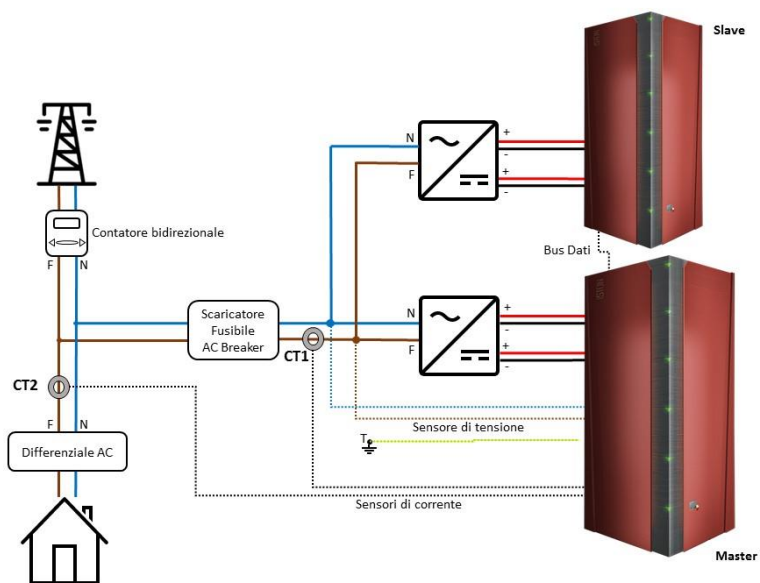 Slave
N
F
+
-
+
-
Contatore bidirezionale
F
N
Bus Dati
Scaricatore
Fusibile
AC Breaker
CT1
N
F
+
-
+
-
CT2
Sensore di tensione
T
F
N
Differenziale AC
Sensori di corrente
Master